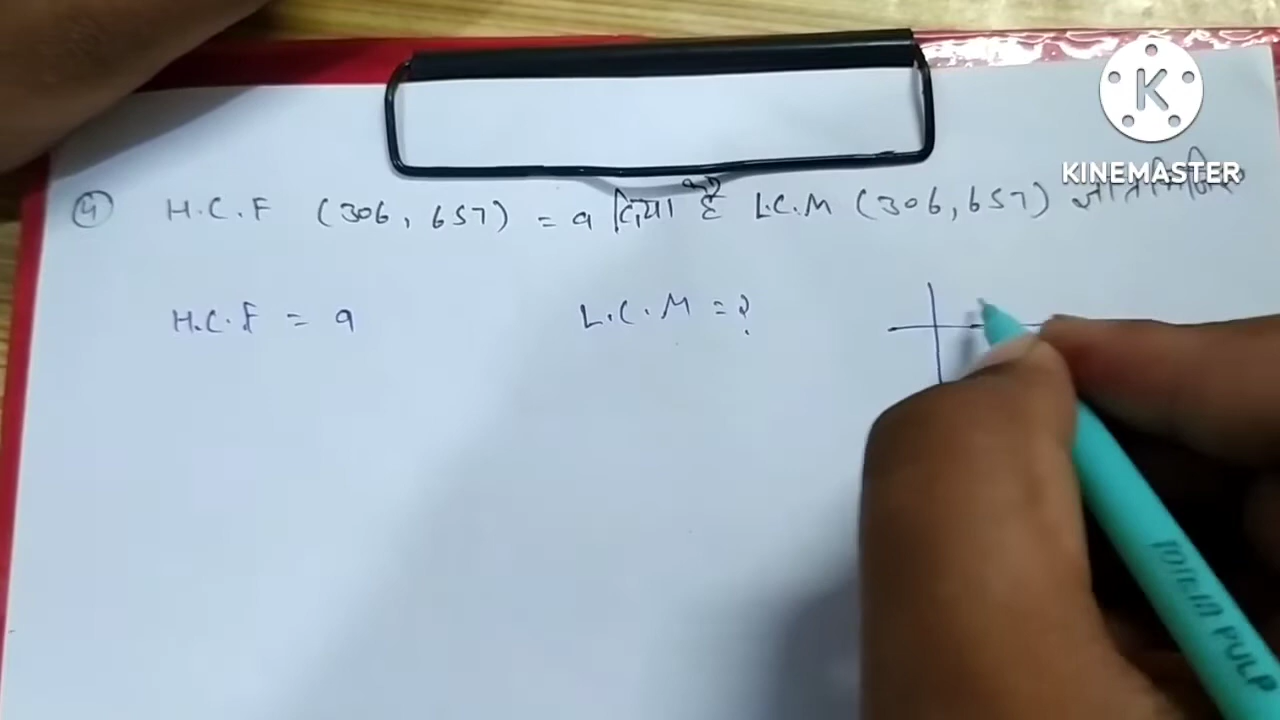 KINEMASTER
④ H.C.F (306, 657) = 9 दिया है L.C.M (306, 657) ज्ञात कीजिए
H.C.F = 9 L.C.M = ?